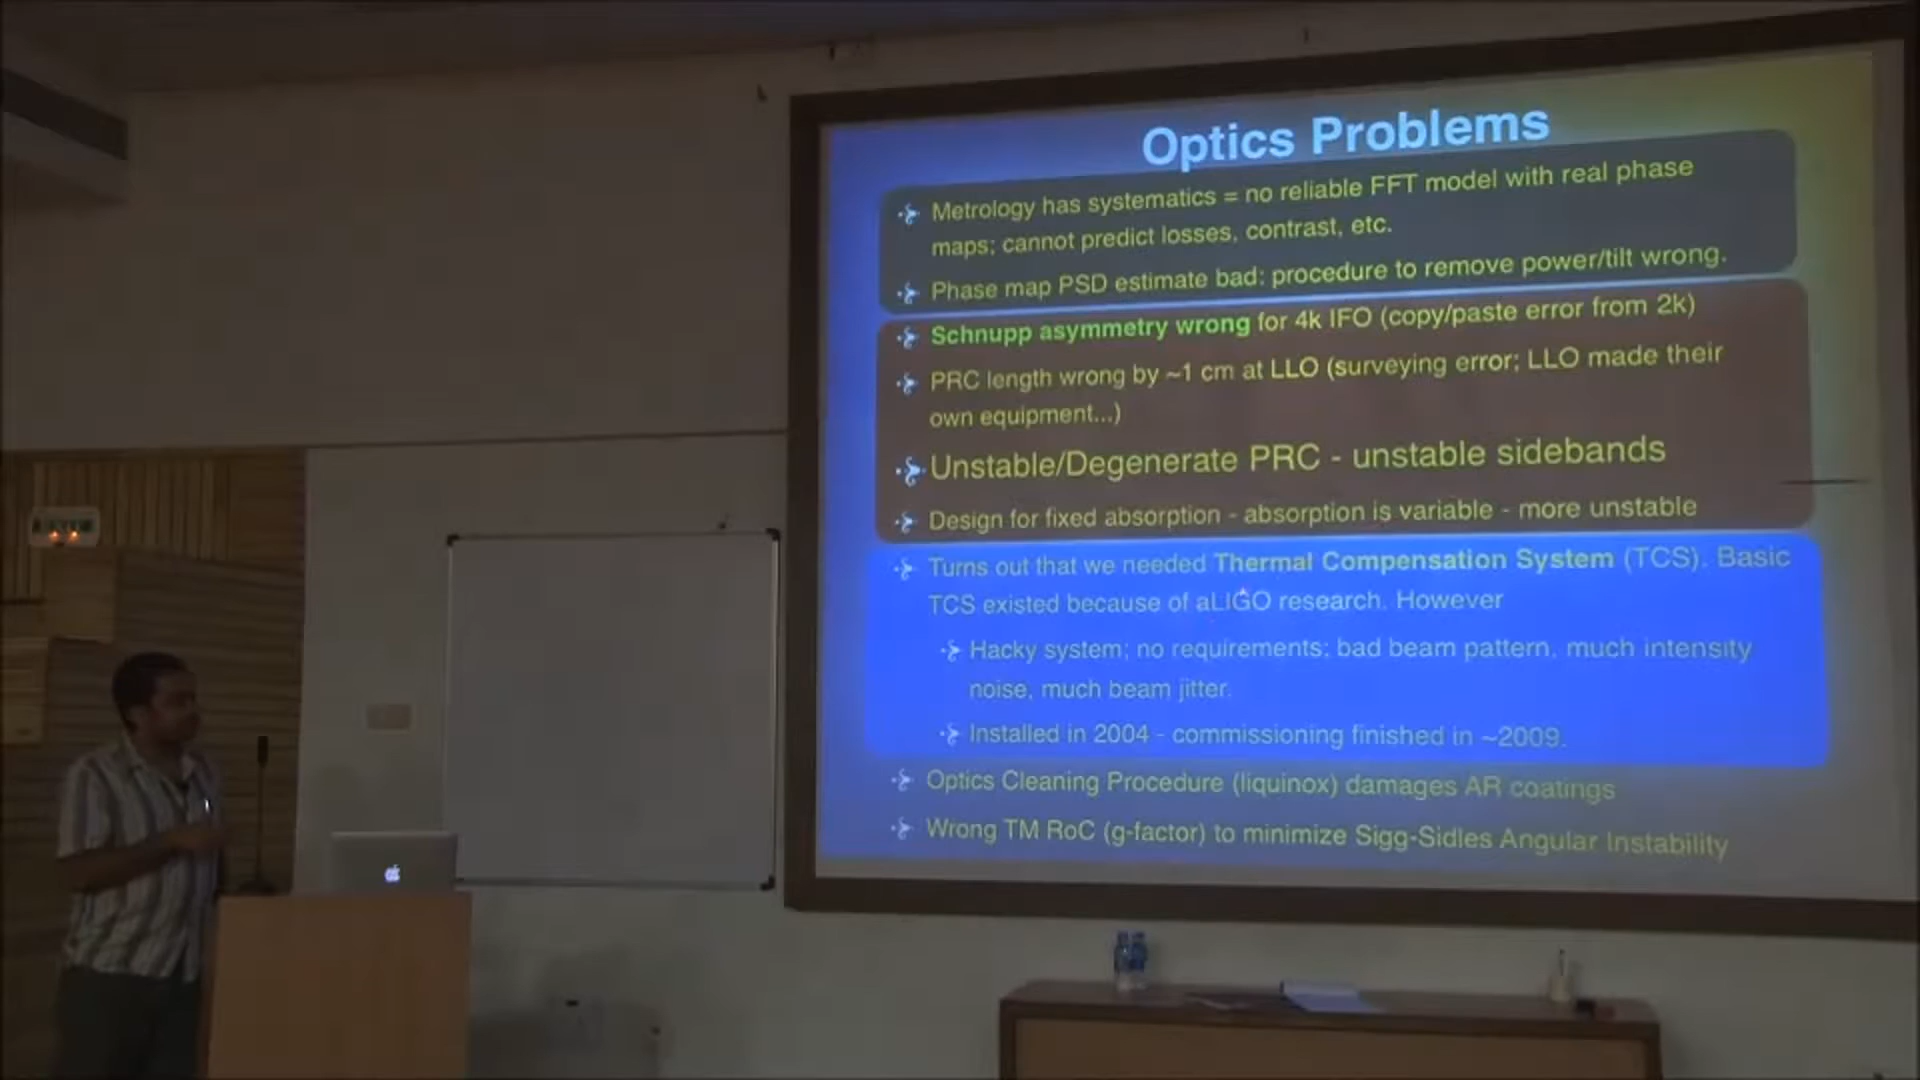 Optics Problems
Metrology has systematics = no reliable FFT model with real phase
maps; cannot predict losses, contrast, etc.
Phase map PSD estimate bad: procedure to remove power/tilt wrong.
Schnupp asymmetry wrong for 4k IFO (copy/paste error from 2k)
PRC length wrong by ~1 cm at LLO (surveying error; LLO made their
own equipment...)
Unstable/Degenerate PRC - unstable sidebands
Design for fixed absorption - absorption is variable - more unstable
Turns out that we needed Thermal Compensation System (TCS). Basic
TCS existed because of aLIGO research. However
Hacky system; no requirements; bad beam pattern, much intensity
noise, much beam jitter.
Installed in 2004 - commissioning finished in ~2009.
Optics Cleaning Procedure (liquinox) damages AR coatings
Wrong TM RoC (g-factor) to minimize Sigg-Sidles Angular Instability